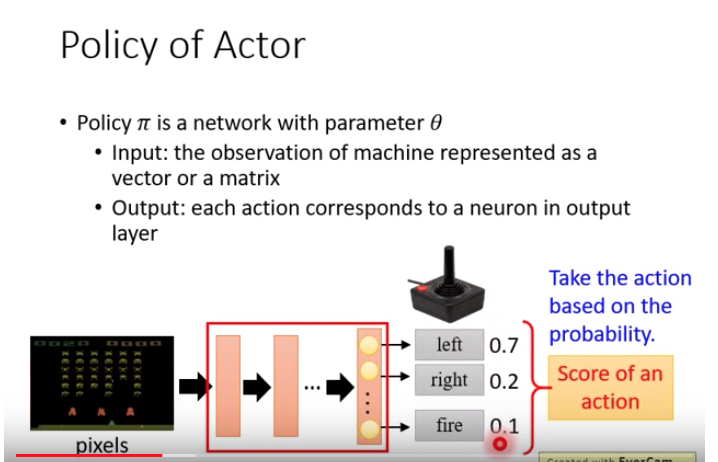 Policy of Actor
• Policy π is a network with parameter θ
• Input: the observation of machine represented as a
vector or a matrix
• Output: each action corresponds to a neuron in output
layer
Take the action
based on the
probability.
left 0.7
right 0.2
...
fire 0.1
Score of an
action
pixels
Created with EverCam